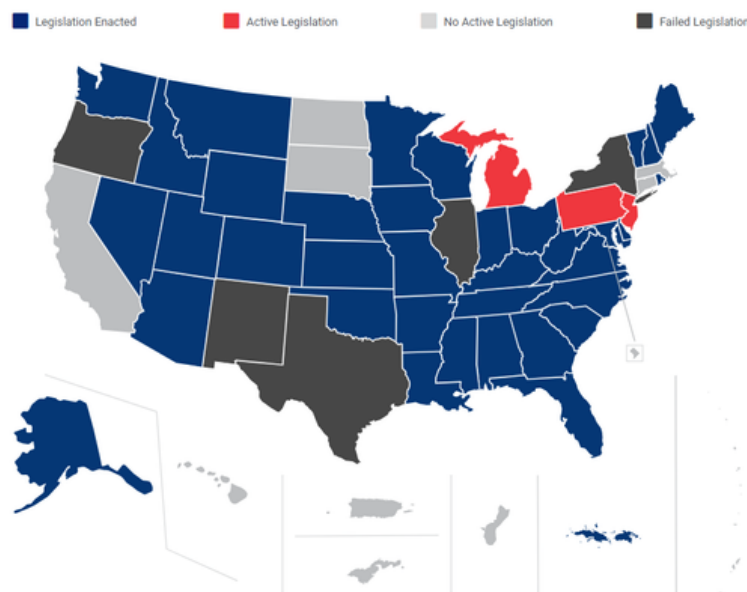 Legislation Enacted
Active Legislation
No Active Legislation
Failed Legislation